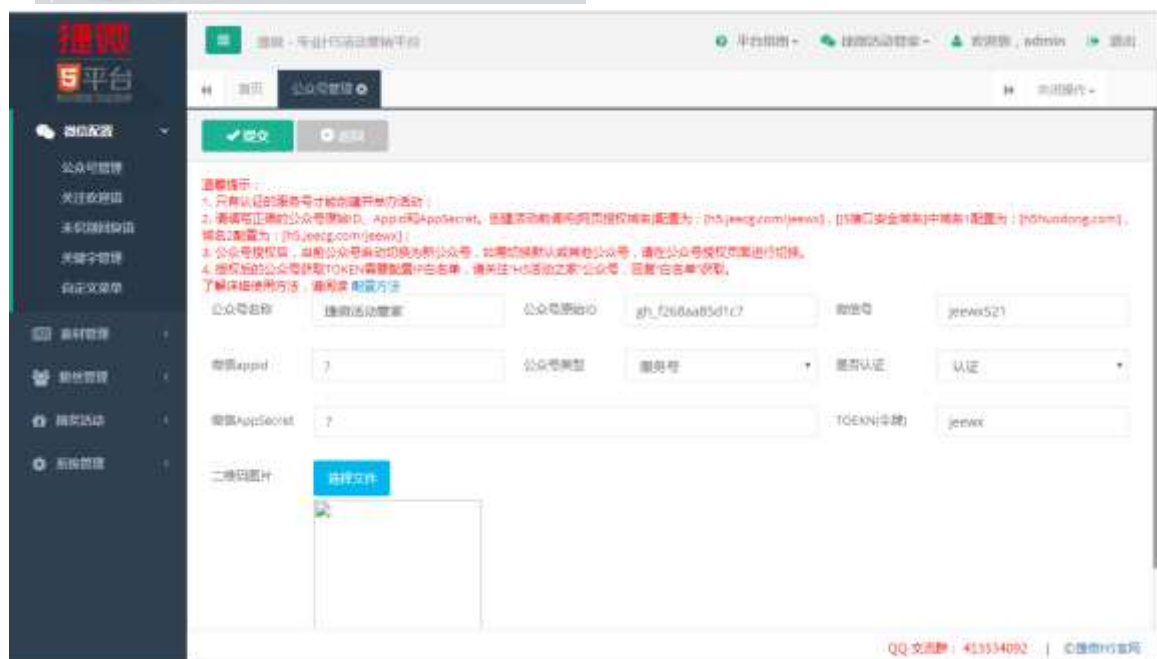 捷微
5平台
捷微 - 专业H5活动营销平台
平台指南
捷微活动管家
欢迎您，admin
退出
首页
公众号管理
关闭操作
微信配置
公众号管理
关注欢迎语
未识别回复语
关键字管理
自定义菜单
素材管理
粉丝管理
抽奖活动
系统管理
提交
返回
温馨提示：
1. 只有认证的服务号才能创建开单办活动；
2. 请填写正确的公众号原始ID、AppId和AppSecret。创建活动前请将[网页授权域名]配置为：[h5.jeecg.com/jeewx]，[JS接口安全域名]中域名1配置为：[h5huodong.com]，
域名2配置为：[h5.jeecg.com/jeewx]；
3. 公众号授权后，当前公众号自动切换为新公众号，如需切换默认或其他公众号，请在公众号授权页面进行切换。
4. 授权后的公众号获取TOKEN需要配置IP白名单，请关注“H5活动之家”公众号，回复“白名单”获取。
了解详细使用方法，请阅读 配置方法
公众号名称 捷微活动管家 公众号原始ID gh_f268aa85d1c7 微信号 jeewx521
微信appid ? 公众号类型 服务号 是否认证 认证
微信AppSecret ? TOEKN(令牌) jeewx
二维码图片 选择文件
QQ 交流群：413534092 | ©捷微H5官网